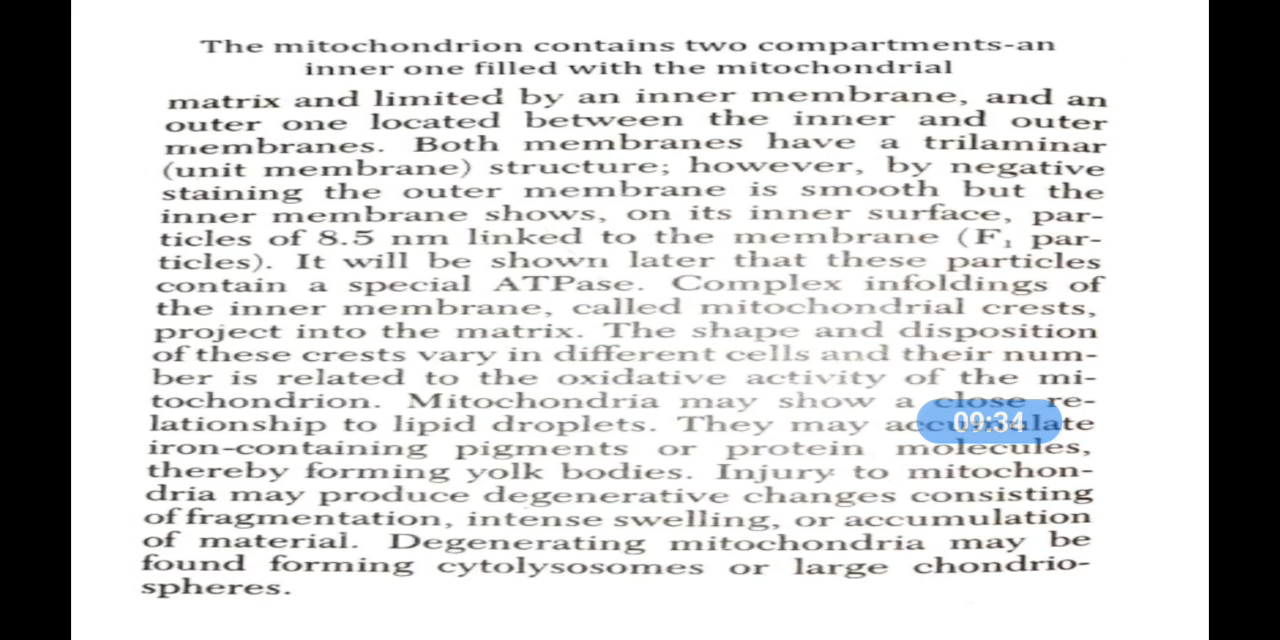 The mitochondrion contains two compartments-an
inner one filled with the mitochondrial
matrix and limited by an inner membrane, and an
outer one located between the inner and outer
membranes. Both membranes have a trilaminar
(unit membrane) structure; however, by negative
staining the outer membrane is smooth but the
inner membrane shows, on its inner surface, par-
ticles of 8.5 nm linked to the membrane (F₁ par-
ticles). It will be shown later that these particles
contain a special ATPase. Complex infoldings of
the inner membrane, called mitochondrial crests,
project into the matrix. The shape and disposition
of these crests vary in different cells and their num-
ber is related to the oxidative activity of the mi-
tochondrion. Mitochondria may show a close re-
lationship to lipid droplets. They may accumulate
iron-containing pigments or protein molecules,
thereby forming yolk bodies. Injury to mitochon-
dria may produce degenerative changes consisting
of fragmentation, intense swelling, or accumulation
of material. Degenerating mitochondria may be
found forming cytolysosomes or large chondrio-
spheres.
09:34